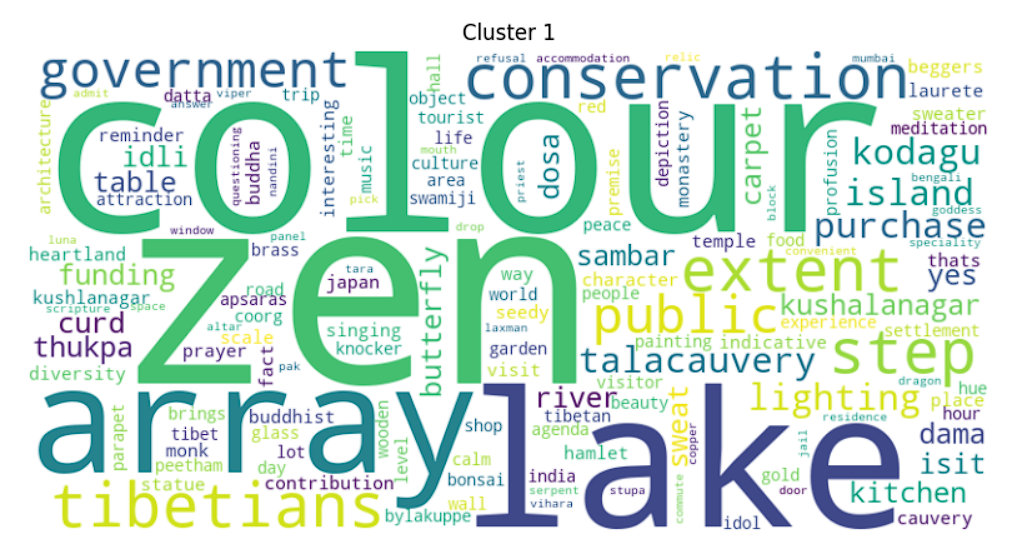 Cluster 1
government
refusal accommodation relic mumbai
conservation
beggers
admit datta viper trip hall
answer
object
laurete
architecture
colour
tourist
red
sweater
reminder
questioning
buddha
nandini
interesting
time
music
life
mouth
culture
priest
dosa
premise
depiction
monastery
carpet
meditation
idli
table
attraction
pick
area
swamiji
block
profusion
kodagu
bengali
island
goddess
window
panel
drop
peace
purchase
luna
heartland
zen
brass
sambar
temple food
convenient
speciality
thats
funding
tara
japan
butterfly
way
character
extent
yes
kushlanagar
scripture space
road
apsaras
world
people
public
kushalanagar
curd
coorg
altar
singing
seedy
laxman
experience
settlement
thukpa
prayer
scale
fact
knocker
garden
painting indicative
step
diversity
pak
visit
talacauvery
visitor
dragon
array
lake
river
beauty
sweat
lighting
hue
place
parapet
brings
buddhist
wooden
level
shop
tibetan
agenda
copper
residence
hour
tibet
glass
dama
monk
lot
calm
hamlet
jail
peetham
day
contribution
bonsai
india
gold
isit
statue
serpent
stupa
door
kitchen
tibetians
wall
vihara
commute
bylakuppe
idol
cauvery